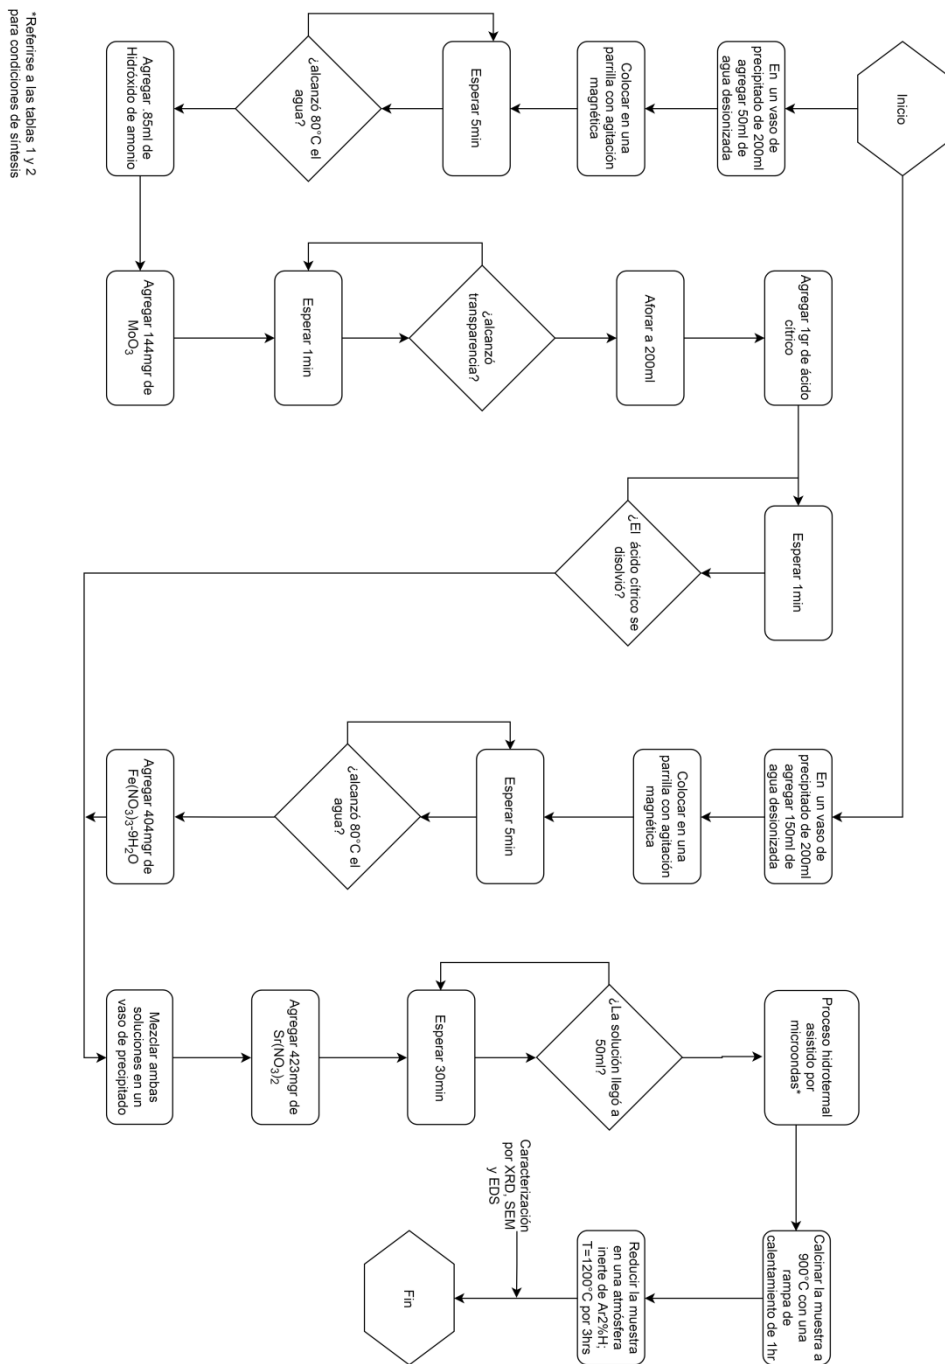 Inicio
En un vaso de
precipitado de 200ml
agregar 50ml de
agua desionizada
Colocar en una
parrilla con agitación
magnética
Esperar 5min
¿alcanzó 80°C el
agua?
Agregar .85ml de
Hidróxido de amonio
Agregar 144mgr de
MoO₃
Esperar 1min
¿alcanzó
transparencia?
Aforar a 200ml
Agregar 1gr de ácido
cítrico
Esperar 1min
¿El ácido cítrico se
disolvió?
En un vaso de
precipitado de 200ml
agregar 150ml de
agua desionizada
Colocar en una
parrilla con agitación
magnética
Esperar 5min
¿alcanzó 80°C el
agua?
Agregar 404mgr de
Fe(NO₃)₃-9H₂O
Mezclar ambas
soluciones en un
vaso de precipitado
Agregar 423mgr de
Sr(NO₃)₂
Esperar 30min
¿La solución llegó a
50ml?
Proceso hidrotermal
asistido por
microondas*
Calcinar la muestra a
900°C con una
rampa de
calentamiento de 1hr
Reducir la muestra
en una atmósfera
inerte de Ar2%H;
T=1200°C por 3hrs
Caracterización
por XRD, SEM
y EDS
Fin
*Referirse a las tablas 1 y 2
para condiciones de síntesis